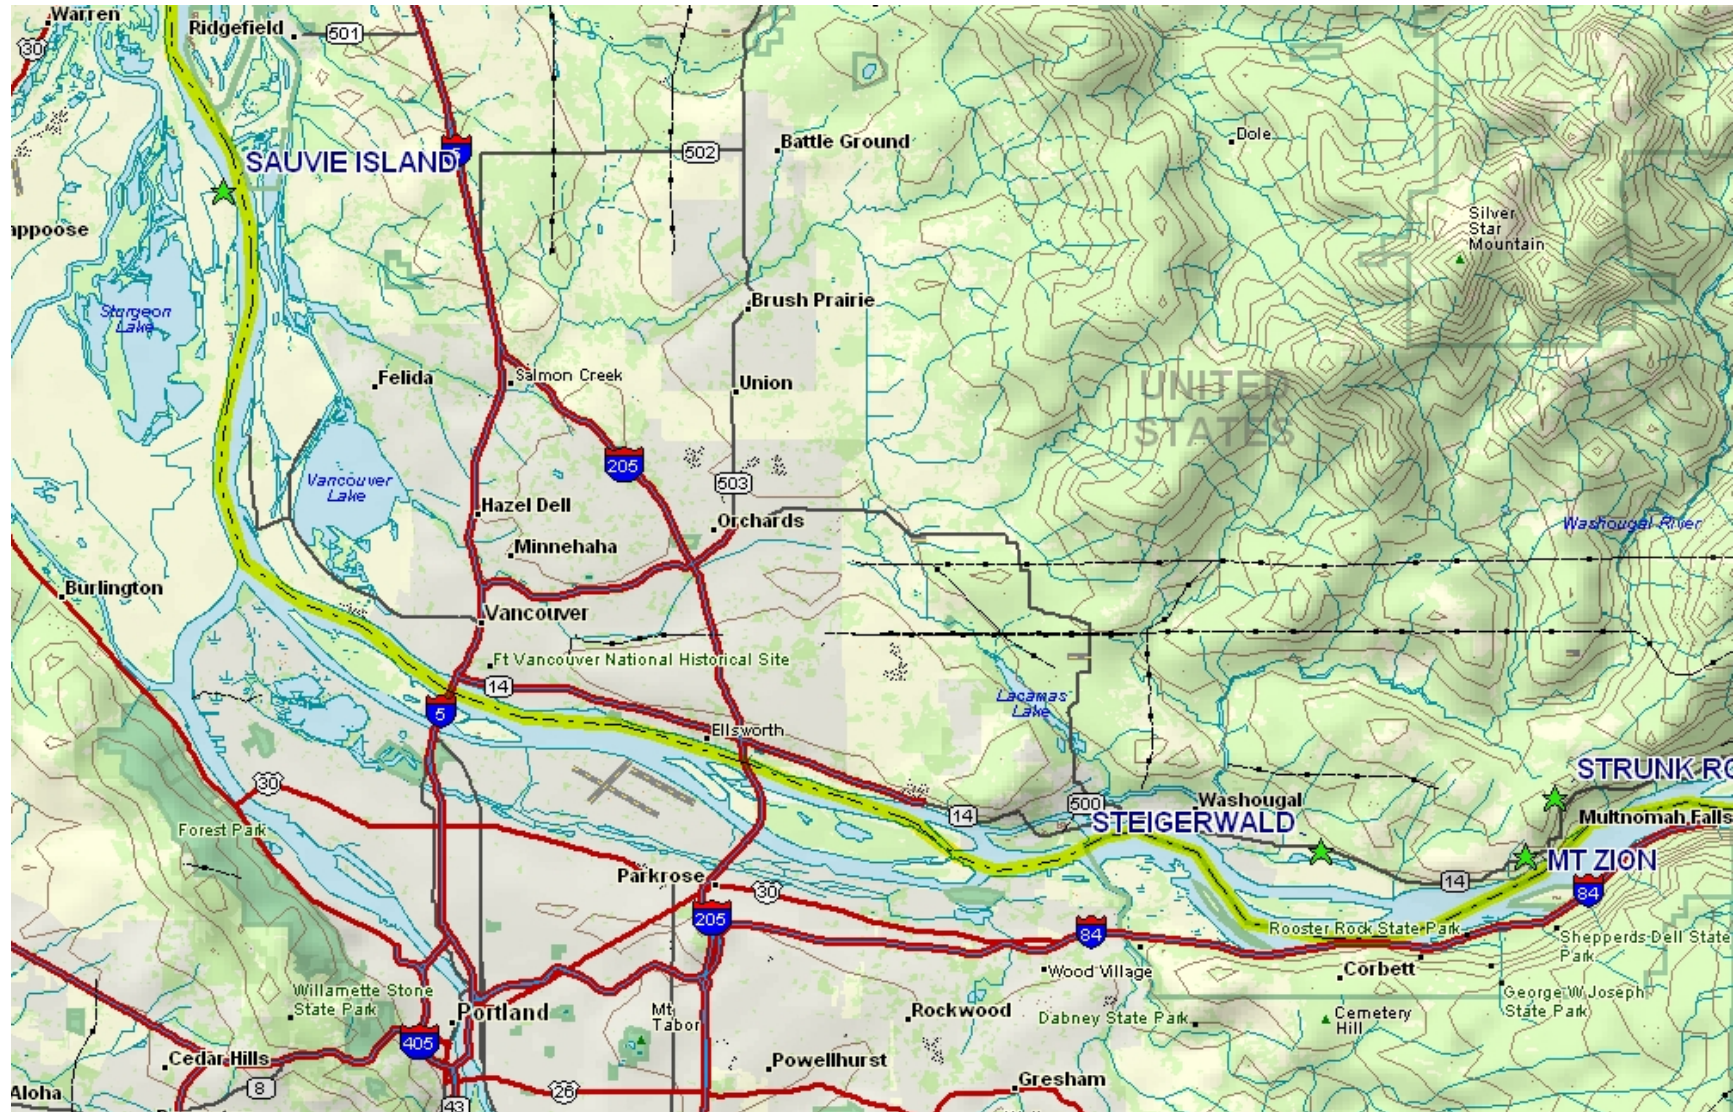 Warren
Ridgefield
501
30
SAUVIE ISLAND
5
502
Battle Ground
Dole
appoose
Silver
Star
Mountain
Sturgeon
Lake
Brush Prairie
Felida
Salmon Creek
Union
UNITED
STATES
205
Vancouver
Lake
503
Hazel Dell
Orchards
Washougal River
Minnehaha
Burlington
Vancouver
Ft Vancouver National Historical Site
14
Lacamas
Lake
5
Ellsworth
STRUNK RO
30
500
Washougal
14
Multnomah Falls
STEIGERWALD
Forest Park
MT ZION
Parkrose
14
84
30
205
84
Rooster Rock State Park
Shepperds Dell State
Park
Wood Village
Corbett
Willamette Stone
State Park
George W Joseph
State Park
Portland
Mt
Tabor
Rockwood
Dabney State Park
Cemetery
Hill
405
Cedar Hills
Powellhurst
Gresham
8
26
Aloha
43